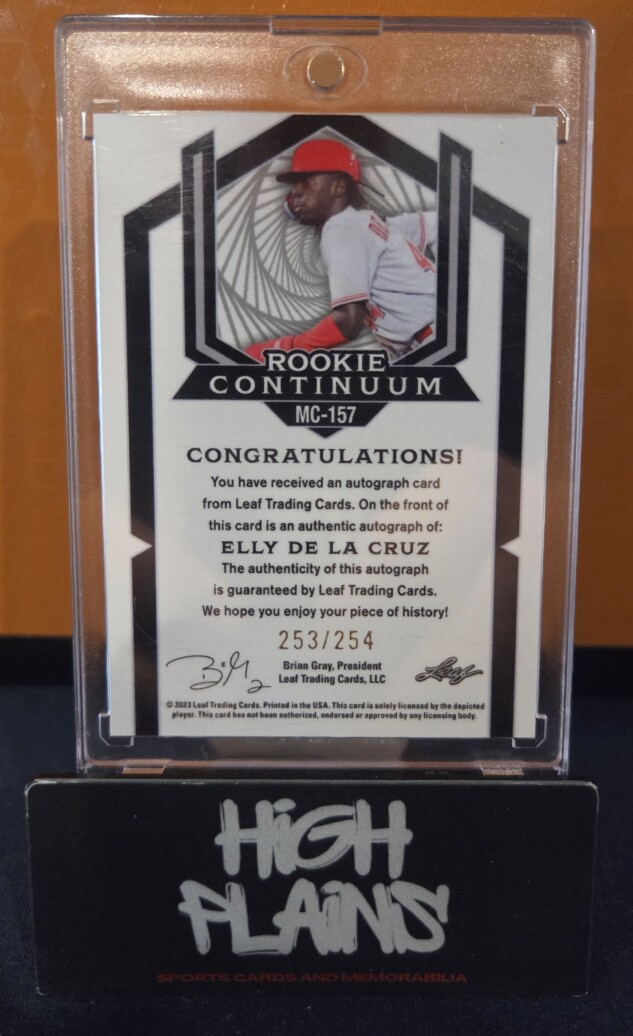 ROOKIE
CONTINUUM
MC-157
CONGRATULATIONS!
You have received an autograph card
from Leaf Trading Cards. On the front of
this card is an authentic autograph of:
ELLY DE LA CRUZ
The authenticity of this autograph
is guaranteed by Leaf Trading Cards.
We hope you enjoy your piece of history!
253/254
Brian Gray, President
Leaf Trading Cards, LLC
Leaf
© 2023 Leaf Trading Cards. Printed in the USA. This card is solely licensed by the depicted
player. This card has not been authorized, endorsed or approved by any licensing body.
HiGH
PLAiNS
SPORTS CARDS AND MEMORABILIA